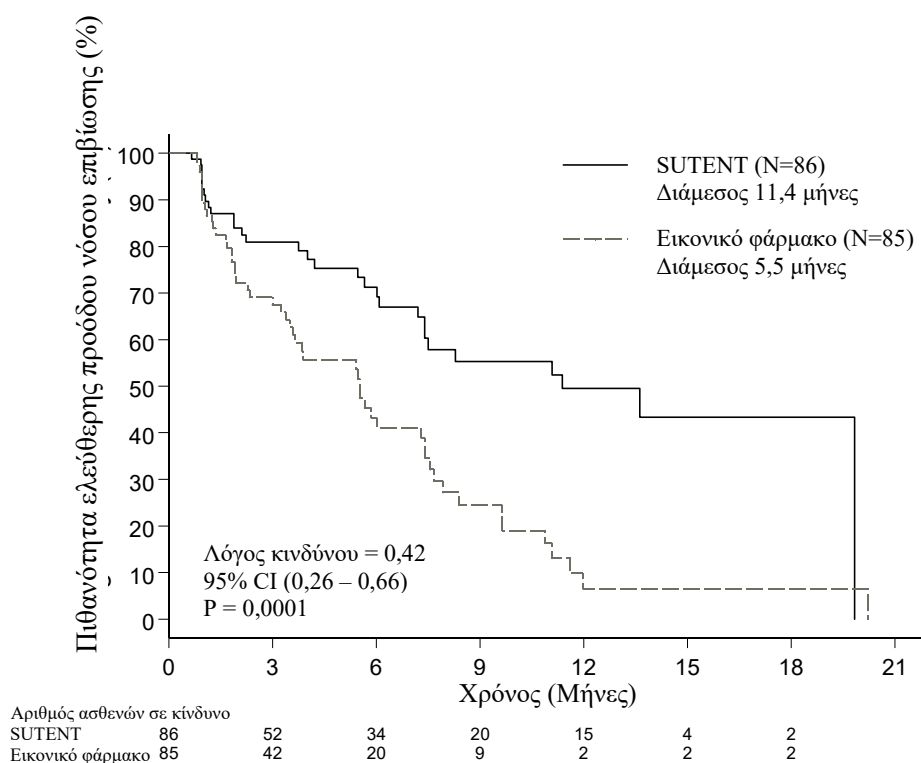 Πιθανότητα ελεύθερης προόδου νόσου επιβίωσης (%)
100
90
80
70
60
50
40
30
20
10
0
SUTENT (N=86)
Διάμεσος 11,4 μήνες
Εικονικό φάρμακο (N=85)
Διάμεσος 5,5 μήνες
Λόγος κινδύνου = 0,42
95% CI (0,26 – 0,66)
P = 0,0001
0 3 6 9 12 15 18 21
Χρόνος (Μήνες)
Αριθμός ασθενών σε κίνδυνο
SUTENT 86 52 34 20 15 4 2
Εικονικό φάρμακο 85 42 20 9 2 2 2